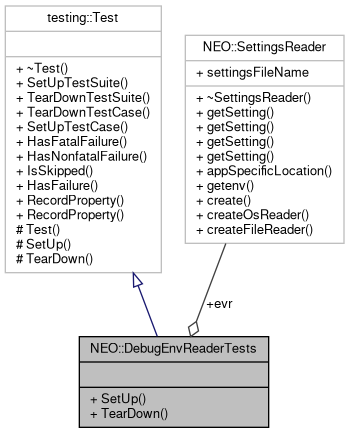 testing::Test
+ ~Test()
+ SetUpTestSuite()
+ TearDownTestSuite()
+ TearDownTestCase()
+ SetUpTestCase()
+ HasFatalFailure()
+ HasNonfatalFailure()
+ IsSkipped()
+ HasFailure()
+ RecordProperty()
+ RecordProperty()
# Test()
# SetUp()
# TearDown()
NEO::SettingsReader
+ settingsFileName
+ ~SettingsReader()
+ getSetting()
+ getSetting()
+ getSetting()
+ getSetting()
+ appSpecificLocation()
+ getenv()
+ create()
+ createOsReader()
+ createFileReader()
+evr
NEO::DebugEnvReaderTests
+ SetUp()
+ TearDown()